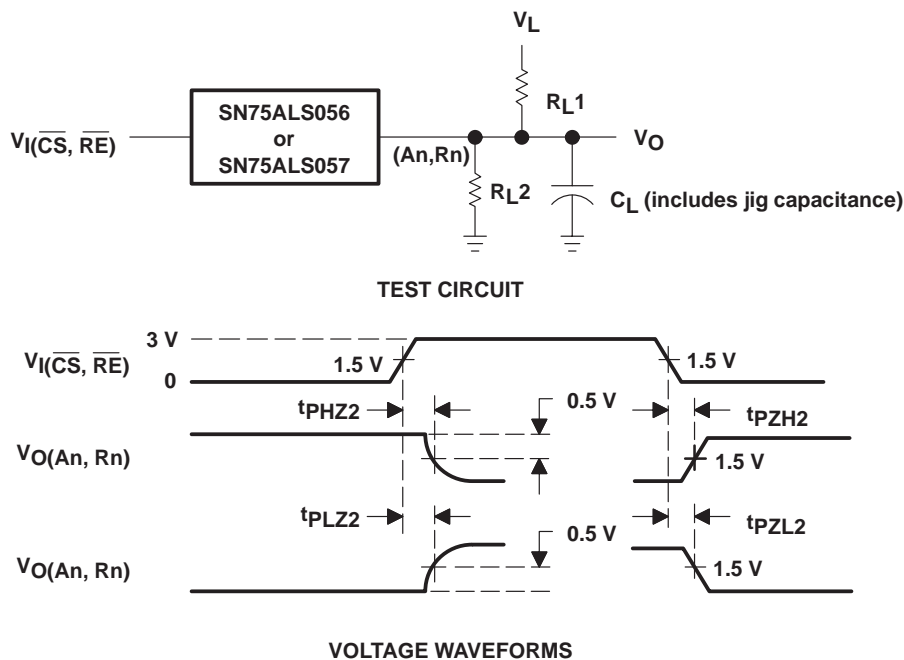 VL
SN75ALS056
or
SN75ALS057
VI(CS, RE)
(An,Rn)
RL1
VO
RL2
CL (includes jig capacitance)
TEST CIRCUIT
VI(CS, RE)
3 V
0
1.5 V
1.5 V
tPHZ2
0.5 V
tPZH2
VO(An, Rn)
1.5 V
tPLZ2
0.5 V
tPZL2
VO(An, Rn)
1.5 V
VOLTAGE WAVEFORMS